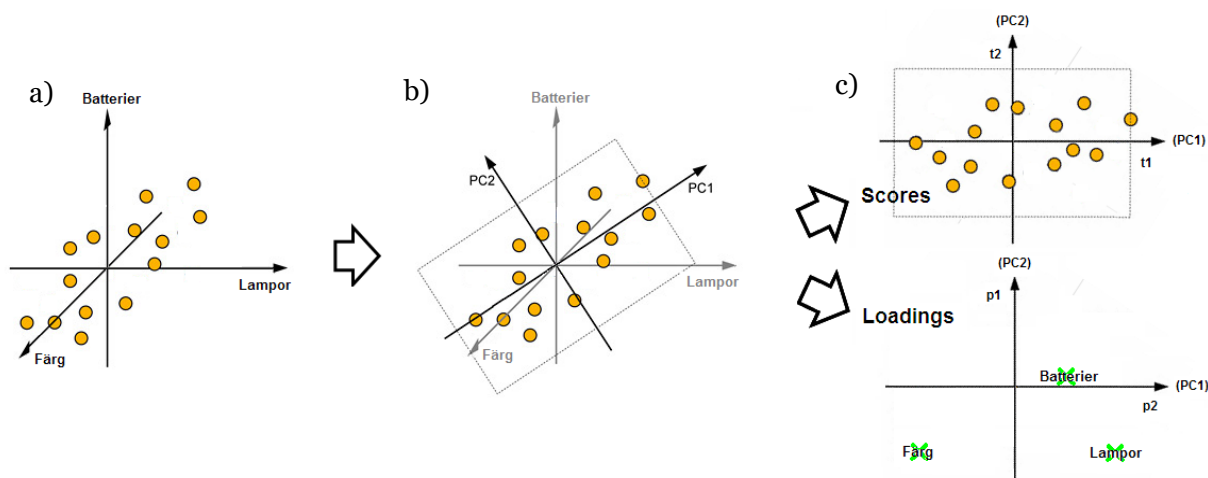 a)
Batterier
Lampor
Färg
b)
Batterier
PC2
PC1
Lampor
Färg
c)
(PC2)
t2
(PC1)
t1
Scores
Loadings
(PC2)
p1
Batterier
(PC1)
p2
Färg
Lampor